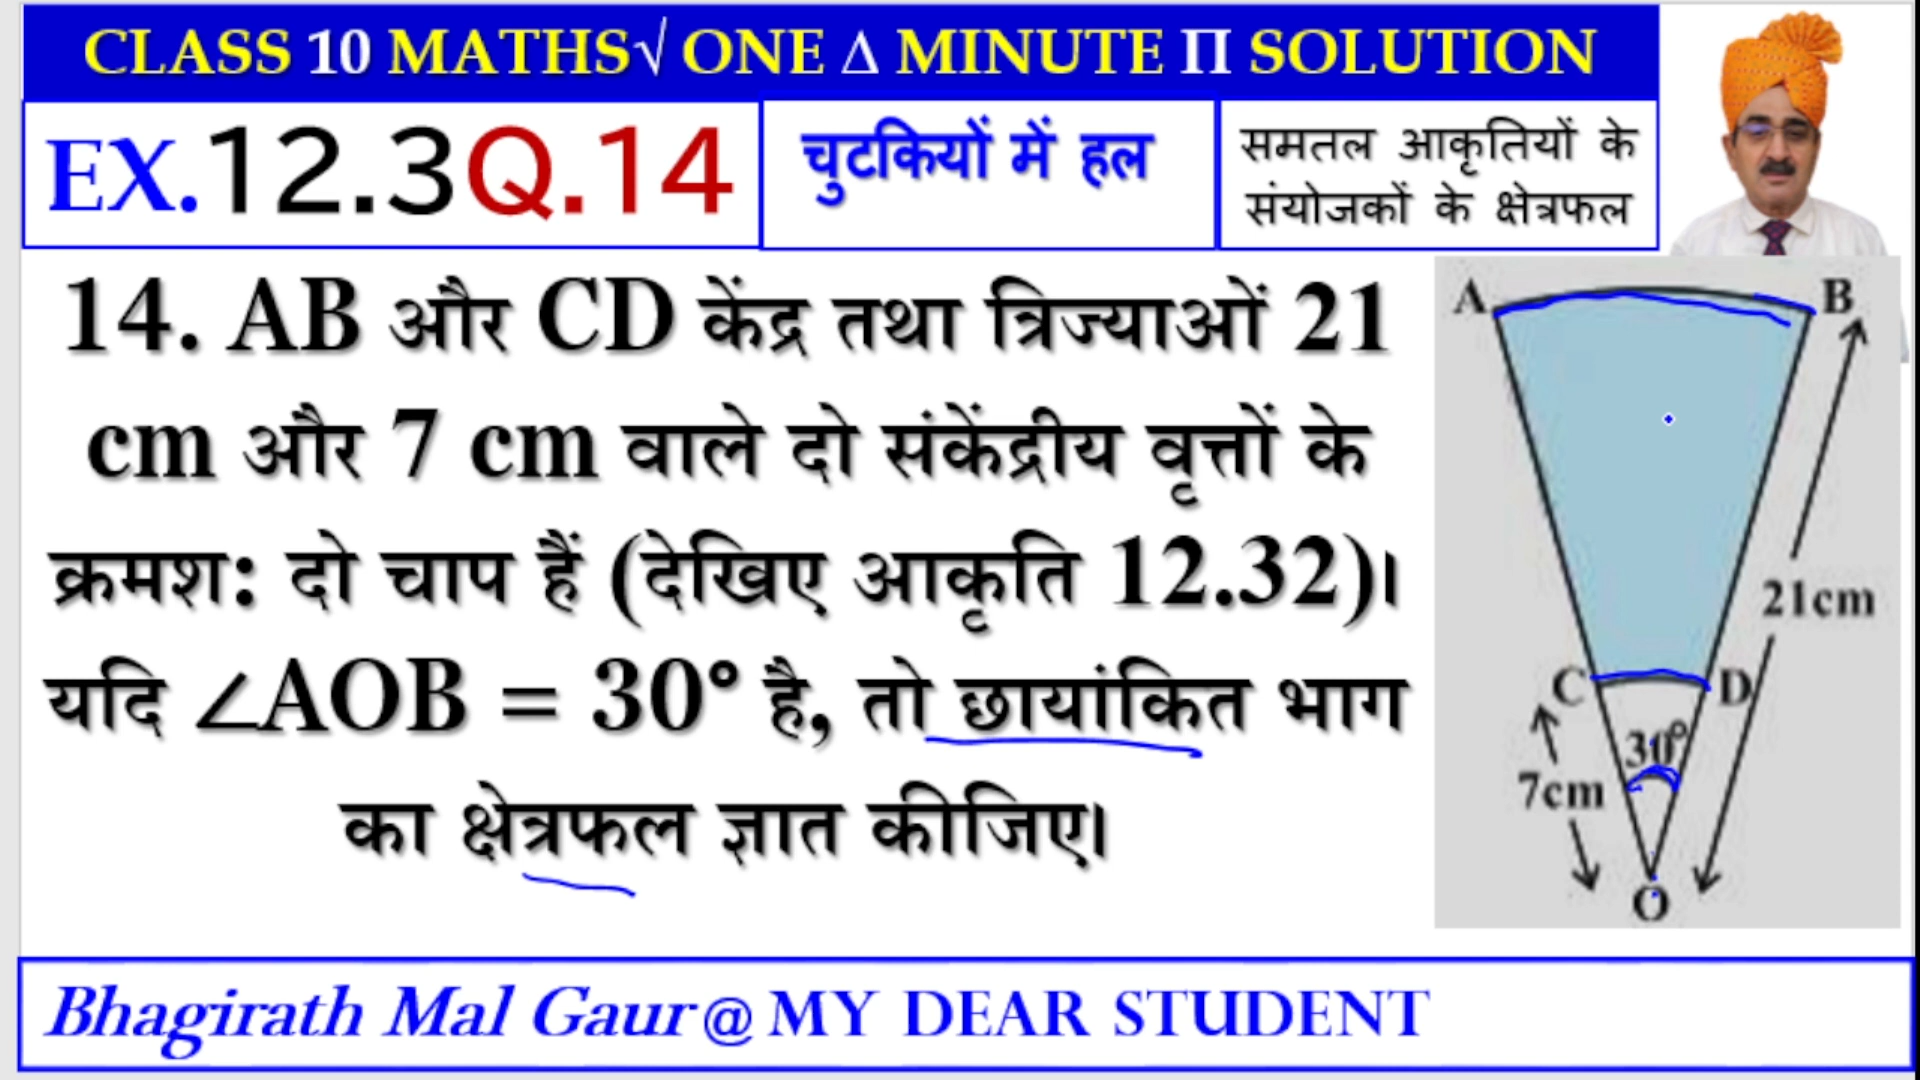 CLASS 10 MATHS√ ONE Δ MINUTE Π SOLUTION
EX.12.3Q.14
चुटकियों में हल
समतल आकृतियों के
संयोजकों के क्षेत्रफल
14. AB और CD केंद्र तथा त्रिज्याओं 21
cm और 7 cm वाले दो संकेंद्रीय वृत्तों के
क्रमश: दो चाप हैं (देखिए आकृति 12.32)।
यदि ∠AOB = 30° है, तो छायांकित भाग
का क्षेत्रफल ज्ञात कीजिए।
A
B
21cm
C
D
30°
7cm
O
Bhagirath Mal Gaur@MY DEAR STUDENT